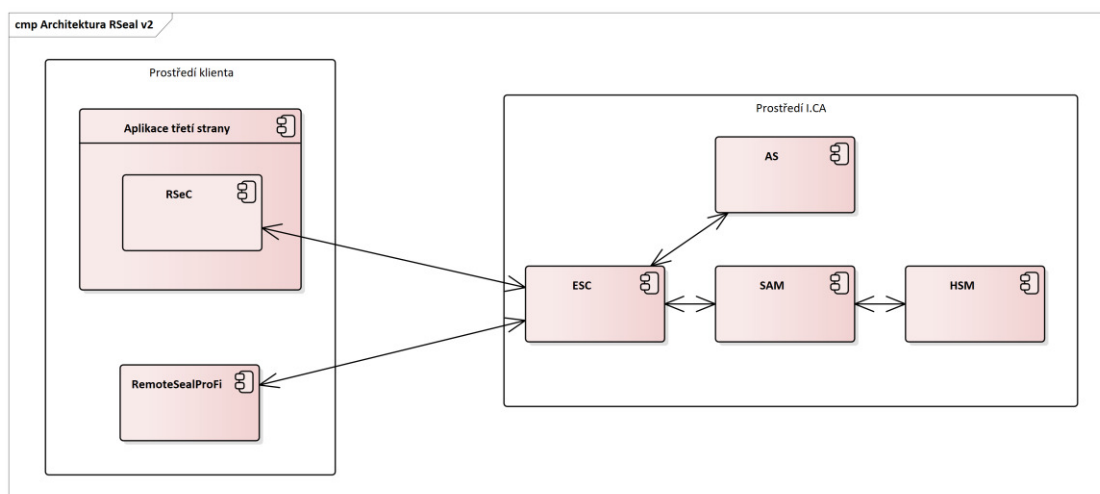 cmp Architektura RSeal v2
Prostředí klienta
Aplikace třetí strany
RSeC
RemoteSealProFi
Prostředí I.CA
AS
ESC
SAM
HSM